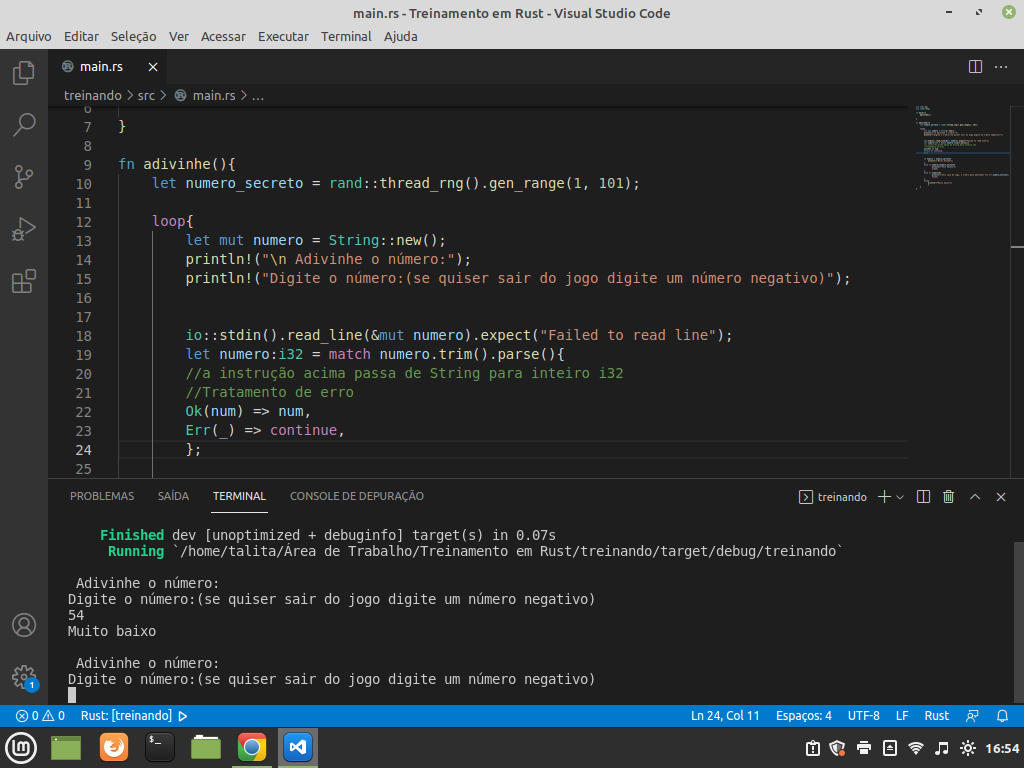 main.rs - Treinamento em Rust - Visual Studio Code
Arquivo Editar Seleção Ver Acessar Executar Terminal Ajuda
main.rs
treinando > src > main.rs > ...
6
7 }
8
9 fn adivinhe(){
10 let numero_secreto = rand::thread_rng().gen_range(1, 101);
11
12 loop{
13 let mut numero = String::new();
14 println!("\n Adivinhe o número:");
15 println!("Digite o número:(se quiser sair do jogo digite um número negativo)");
16
17
18 io::stdin().read_line(&mut numero).expect("Failed to read line");
19 let numero:i32 = match numero.trim().parse(){
20 //a instrução acima passa de String para inteiro i32
21 //Tratamento de erro
22 Ok(num) => num,
23 Err(_) => continue,
24 };
25
PROBLEMAS SAÍDA TERMINAL CONSOLE DE DEPURAÇÃO treinando
Finished dev [unoptimized + debuginfo] target(s) in 0.07s
Running `/home/talita/Área de Trabalho/Treinamento em Rust/treinando/target/debug/treinando`
Adivinhe o número:
Digite o número:(se quiser sair do jogo digite um número negativo)
54
Muito baixo
Adivinhe o número:
Digite o número:(se quiser sair do jogo digite um número negativo)
1
0 0 Rust: [treinando] Ln 24, Col 11 Espaços: 4 UTF-8 LF Rust
16:54